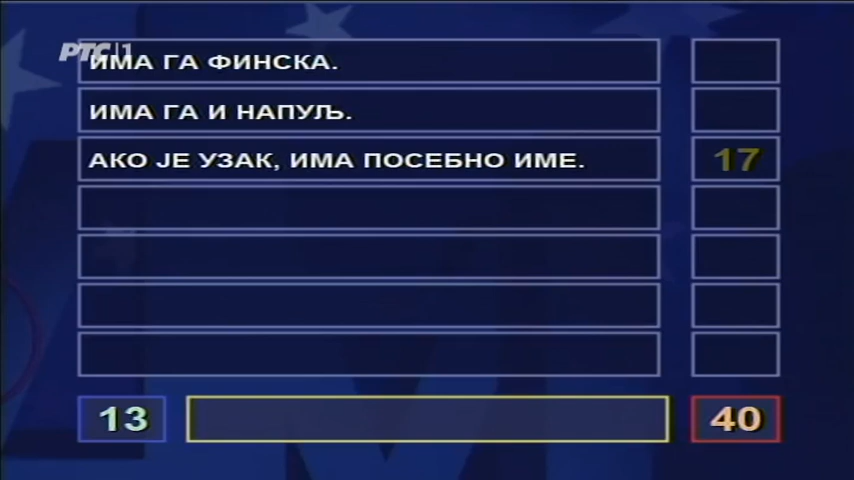 РТС 1
ИМА ГА ФИНСКА.
ИМА ГА И НАПУЉ.
АКО ЈЕ УЗАК, ИМА ПОСЕБНО ИМЕ. 17
13 40